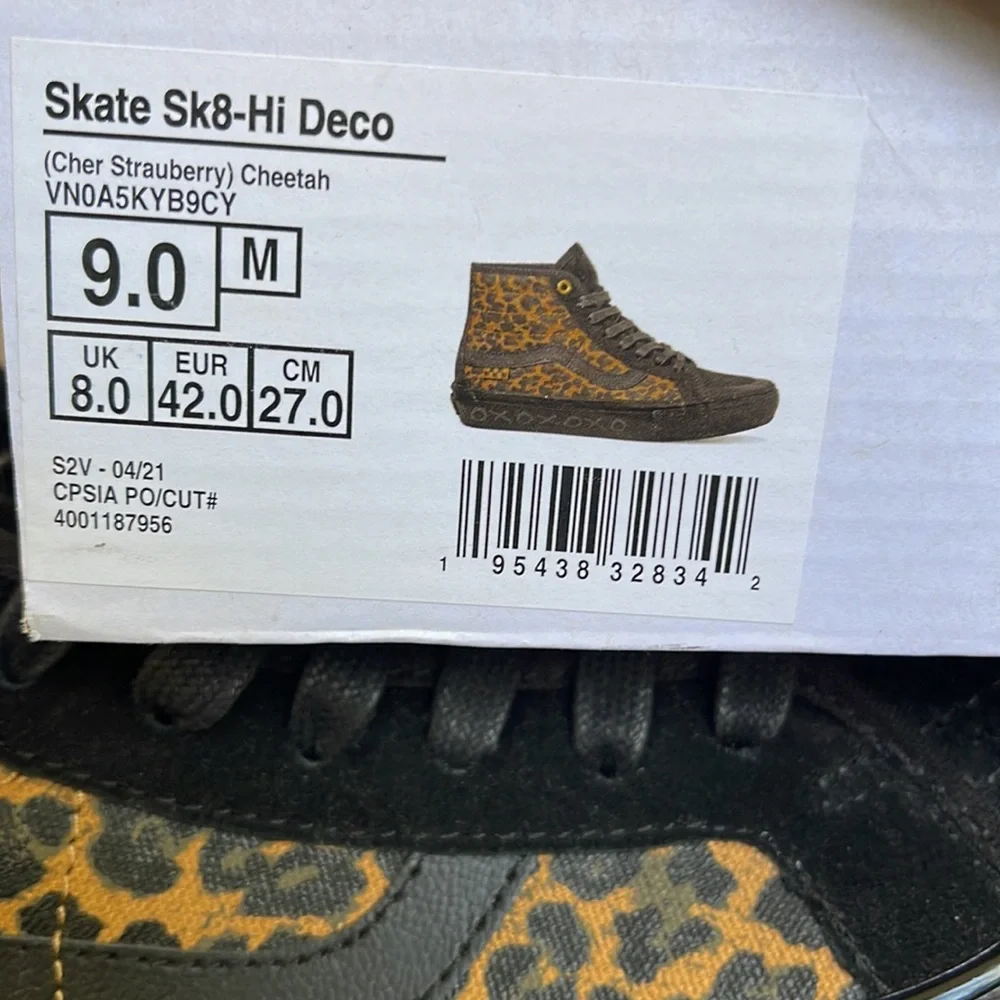 Skate Sk8-Hi Deco
(Cher Strauberry) Cheetah
VN0A5KYB9CY
9.0 M
UK EUR CM
8.0 42.0 27.0
S2V - 04/21
CPSIA PO/CUT#
4001187956
1 95438 32834 2
OXOXOXO